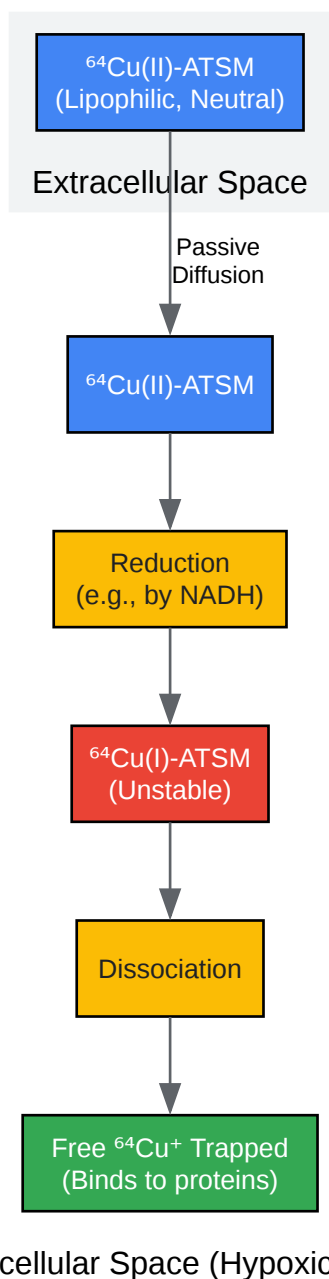 ⁶⁴Cu(II)-ATSM
(Lipophilic, Neutral)
Extracellular Space
Passive
Diffusion
⁶⁴Cu(II)-ATSM
Reduction
(e.g., by NADH)
⁶⁴Cu(I)-ATSM
(Unstable)
Dissociation
Free ⁶⁴Cu⁺ Trapped
(Binds to proteins)
cellular Space (Hypoxic